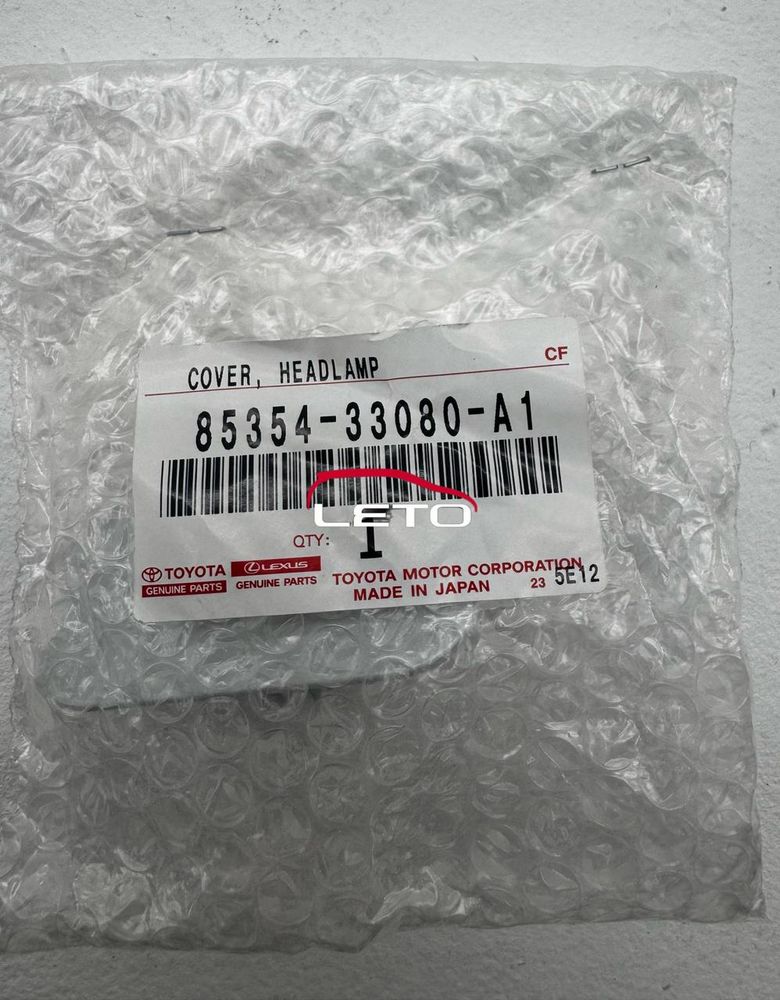 CF
COVER, HEADLAMP
85354-33080-A1
LETO
QTY: 1
TOYOTA LEXUS
GENUINE PARTS GENUINE PARTS
TOYOTA MOTOR CORPORATION
MADE IN JAPAN 23 5E12